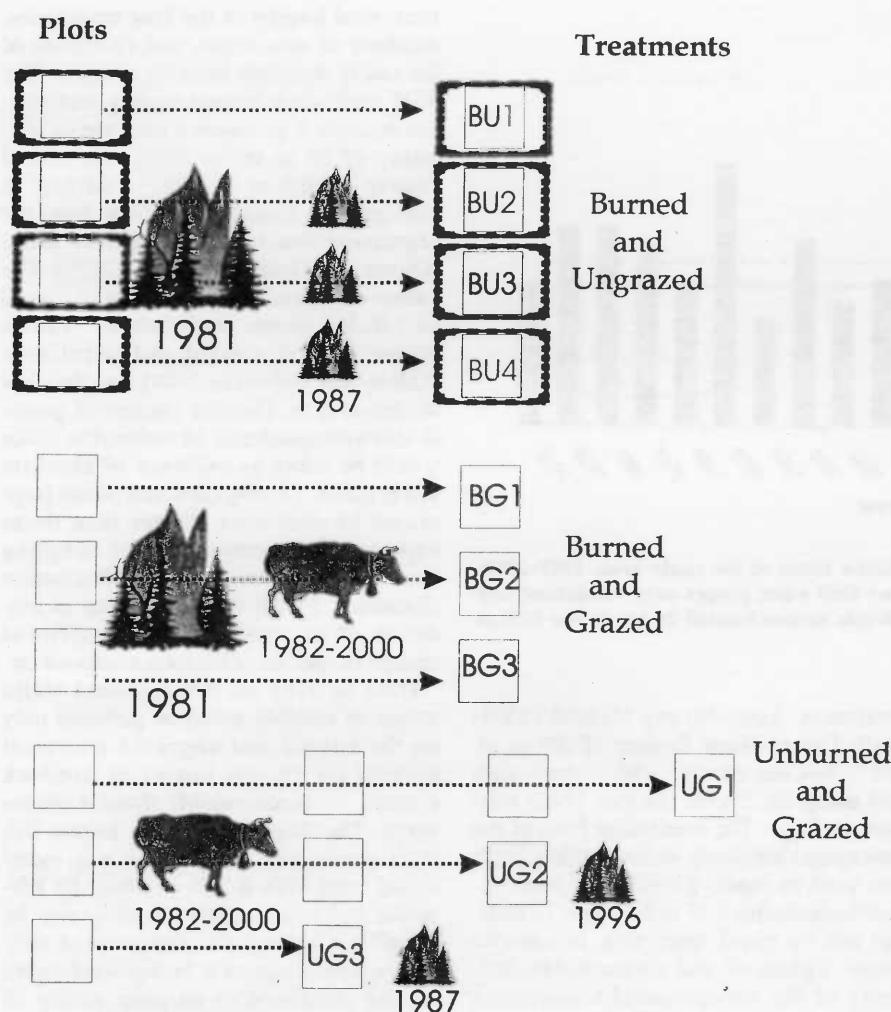 Plots
Treatments
BU1
BU2
BU3
BU4
Burned
and
Ungrazed
1981
1987
BG1
BG2
BG3
Burned
and
Grazed
1982-2000
1981
Unburned
and
Grazed
UG1
UG2
UG3
1982-2000
1996
1987